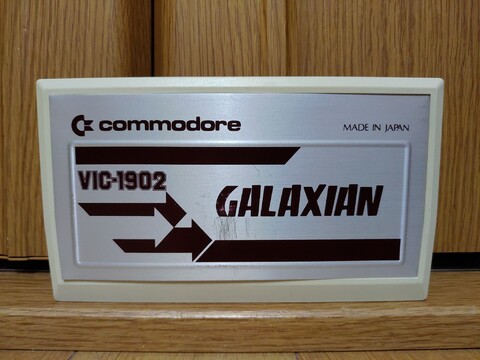 commodore
MADE IN JAPAN
VIC-1902
GALAXIAN